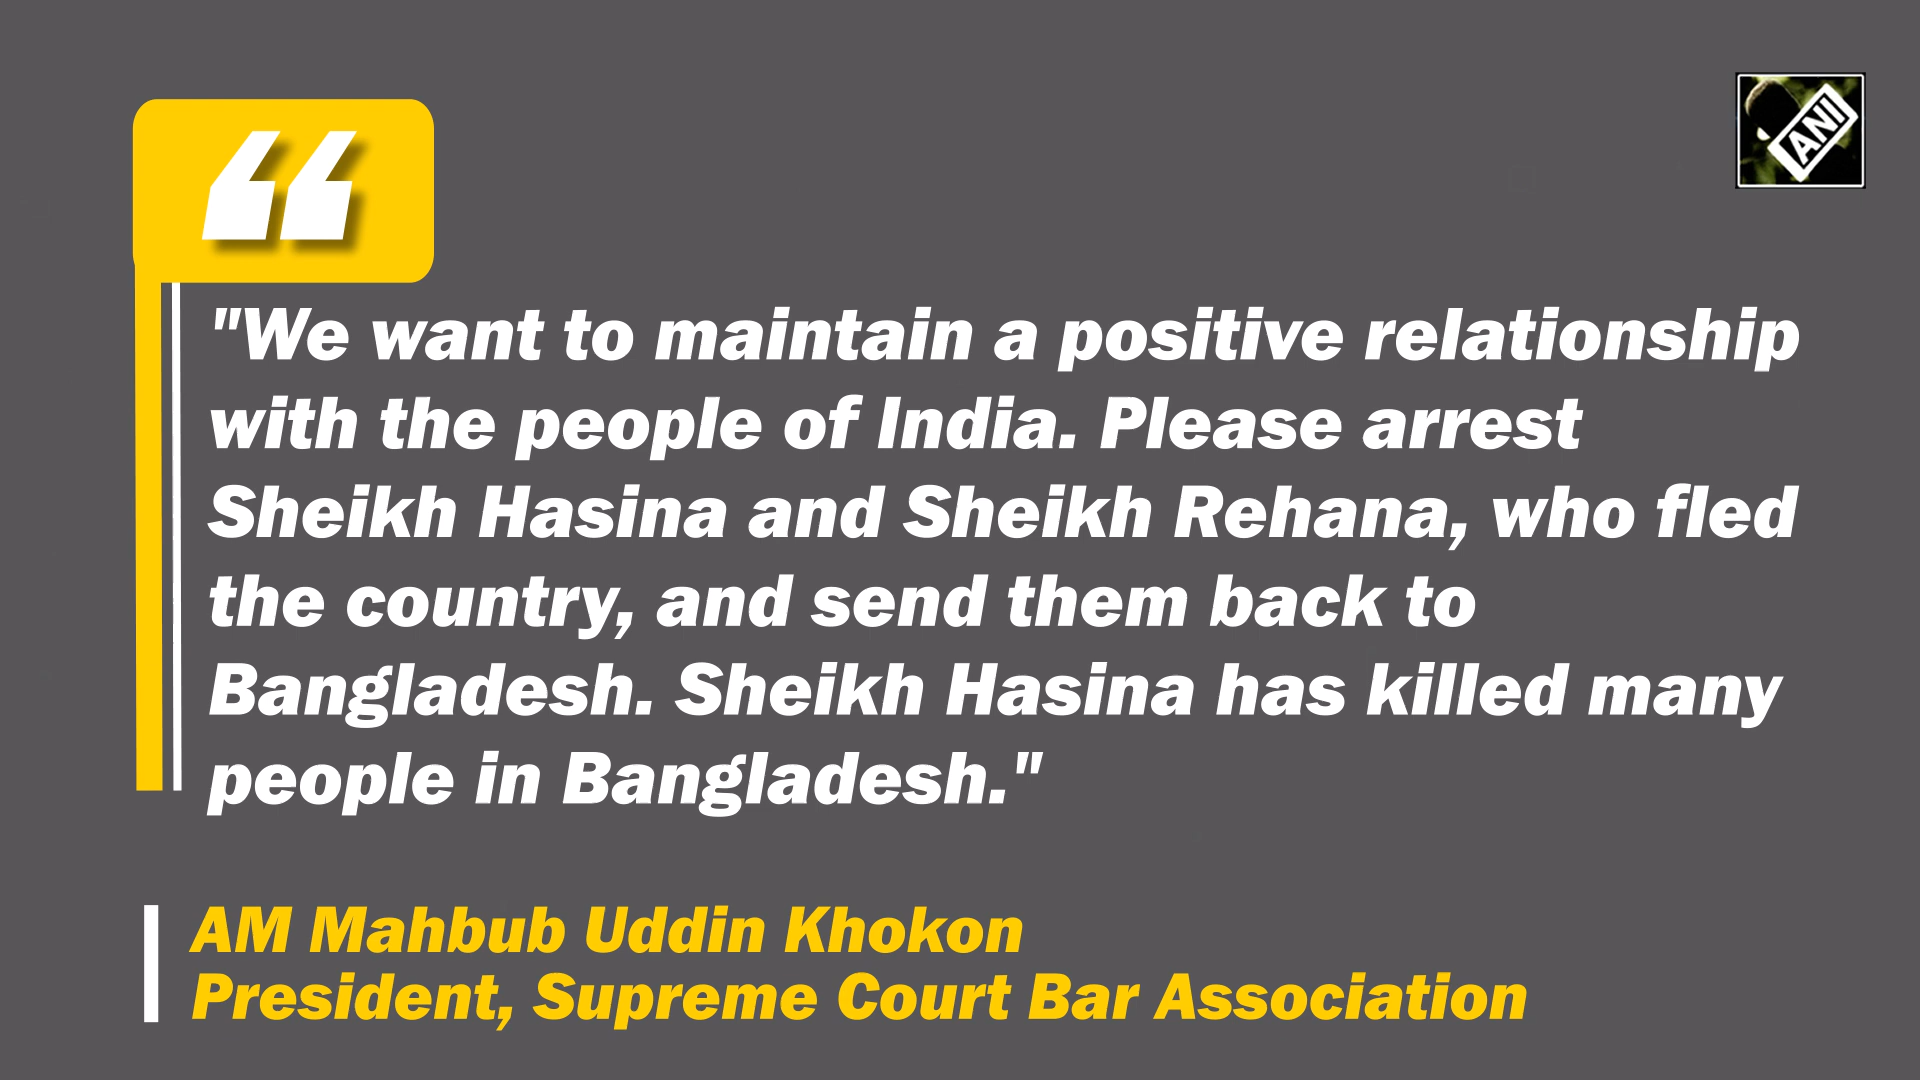 “
ANI
"We want to maintain a positive relationship
with the people of India. Please arrest
Sheikh Hasina and Sheikh Rehana, who fled
the country, and send them back to
Bangladesh. Sheikh Hasina has killed many
people in Bangladesh."
AM Mahbub Uddin Khokon
President, Supreme Court Bar Association